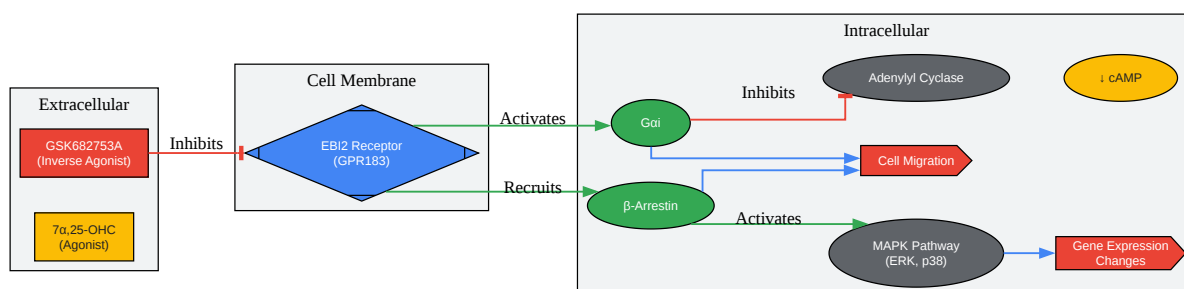 Extracellular
GSK682753A
(Inverse Agonist)
7α,25-OHC
(Agonist)
Inhibits
Cell Membrane
EBI2 Receptor
(GPR183)
Activates
Recruits
Intracellular
Gαi
β-Arrestin
Inhibits
Activates
Adenylyl Cyclase
↓ cAMP
Cell Migration
MAPK Pathway
(ERK, p38)
Gene Expression
Changes